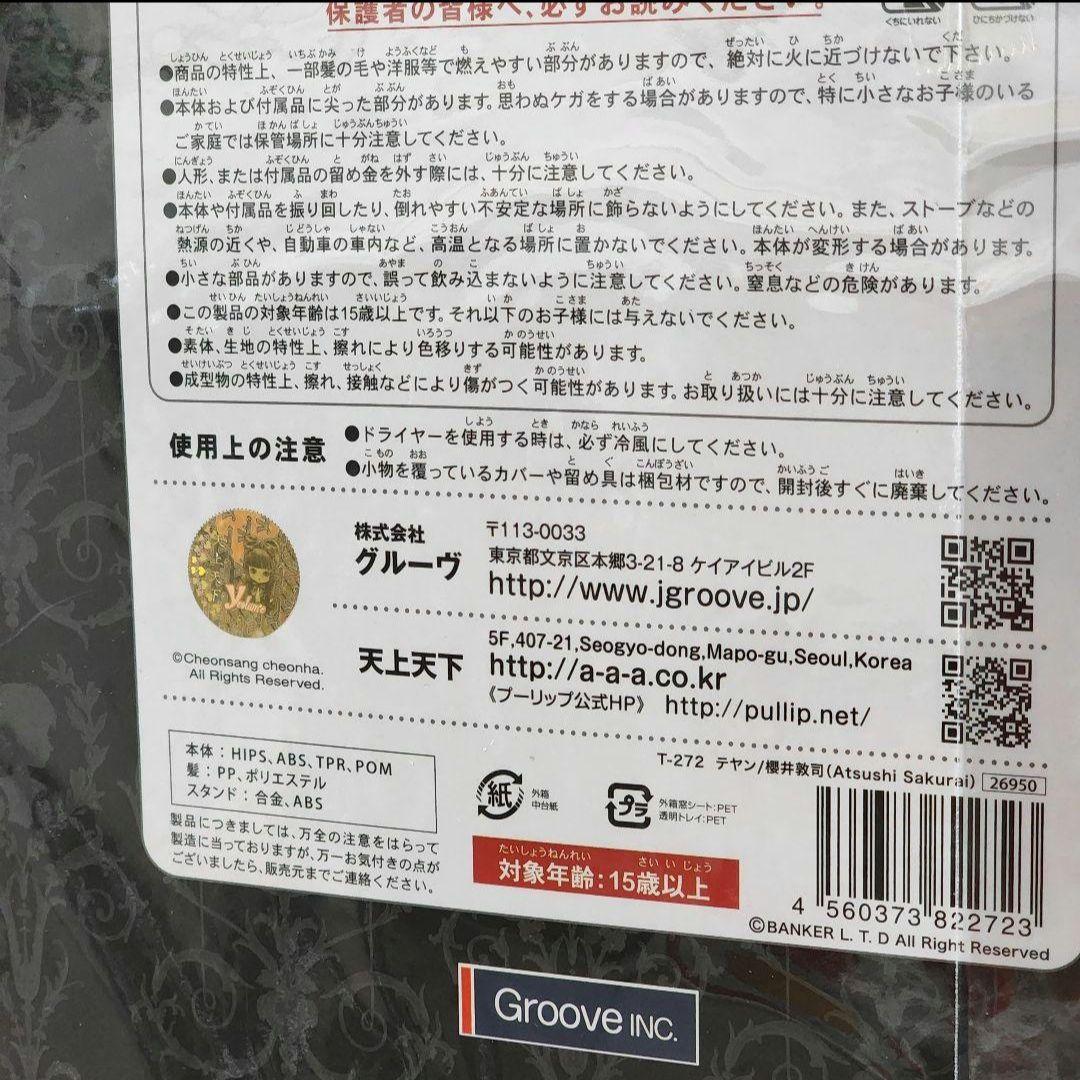 保護者の皆様へ、必ずお読みください。
くちにいれない ひにちかづけない
●商品の特性上、一部髪の毛や洋服等で燃えやすい部分がありますので、絶対に火に近づけないで下さい。
●本体および付属品に尖った部分があります。思わぬケガをする場合がありますので、特に小さなお子様のいる
ご家庭では保管場所に十分注意してください。
●人形、または付属品の留め金を外す際には、十分に注意してください。
●本体や付属品を振り回したり、倒れやすい不安定な場所に飾らないようにしてください。また、ストーブなどの
熱源の近くや、自動車の車内など、高温となる場所に置かないでください。本体が変形する場合があります。
●小さな部品がありますので、誤って飲み込まないように注意してください。窒息などの危険があります。
●この製品の対象年齢は15歳以上です。それ以下のお子様には与えないでください。
●素体、生地の特性上、擦れにより色移りする可能性があります。
●成型物の特性上、擦れ、接触などにより傷がつく可能性があります。お取り扱いには十分に注意してください。
使用上の注意
●ドライヤーを使用する時は、必ず冷風にしてください。
●小物を覆っているカバーや留め具は梱包材ですので、開封後すぐに廃棄してください。
株式会社
グルーヴ
〒113-0033
東京都文京区本郷3-21-8 ケイアイビル2F
http://www.jgroove.jp/
©Cheonsang cheonha.
All Rights Reserved.
天上天下
5F,407-21,Seogyo-dong,Mapo-gu,Seoul,Korea
http://a-a-a.co.kr
《プーリップ公式HP》 http://pullip.net/
T-272 テヤン/櫻井敦司(Atsushi Sakurai) 26950
本体：HIPS、ABS、TPR、POM
髪：PP、ポリエステル
スタンド：合金、ABS
紙 外箱
中台紙
プラ 外箱窓シート:PET
透明トレイ:PET
製品につきましては、万全の注意をはらって
製造に当っておりますが、万一お気付きの点が
ございましたら、販売元までご連絡ください。
たいしょうねんれい さいいじょう
対象年齢：15歳以上
4 560373 822723
©BANKER L. T. D All Right Reserved
Groove INC.